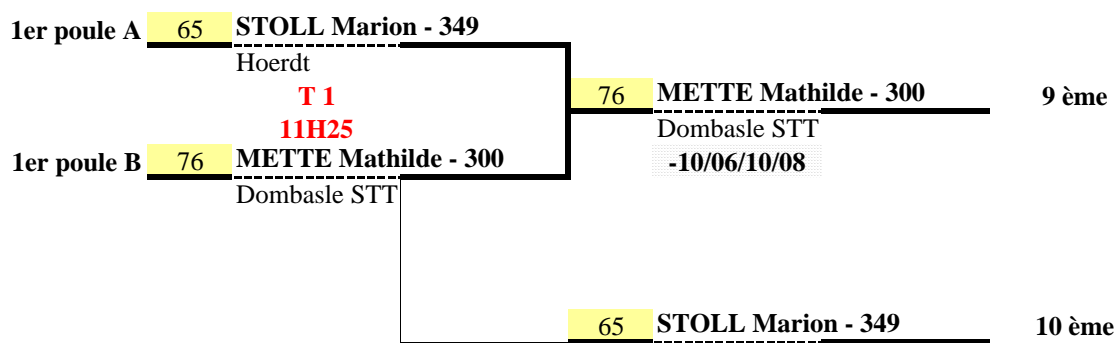 1er poule A 65 STOLL Marion - 349
Hoerdt
T 1
11H25
1er poule B 76 METTE Mathilde - 300
Dombasle STT
76 METTE Mathilde - 300 9 ème
Dombasle STT
-10/06/10/08
65 STOLL Marion - 349 10 ème